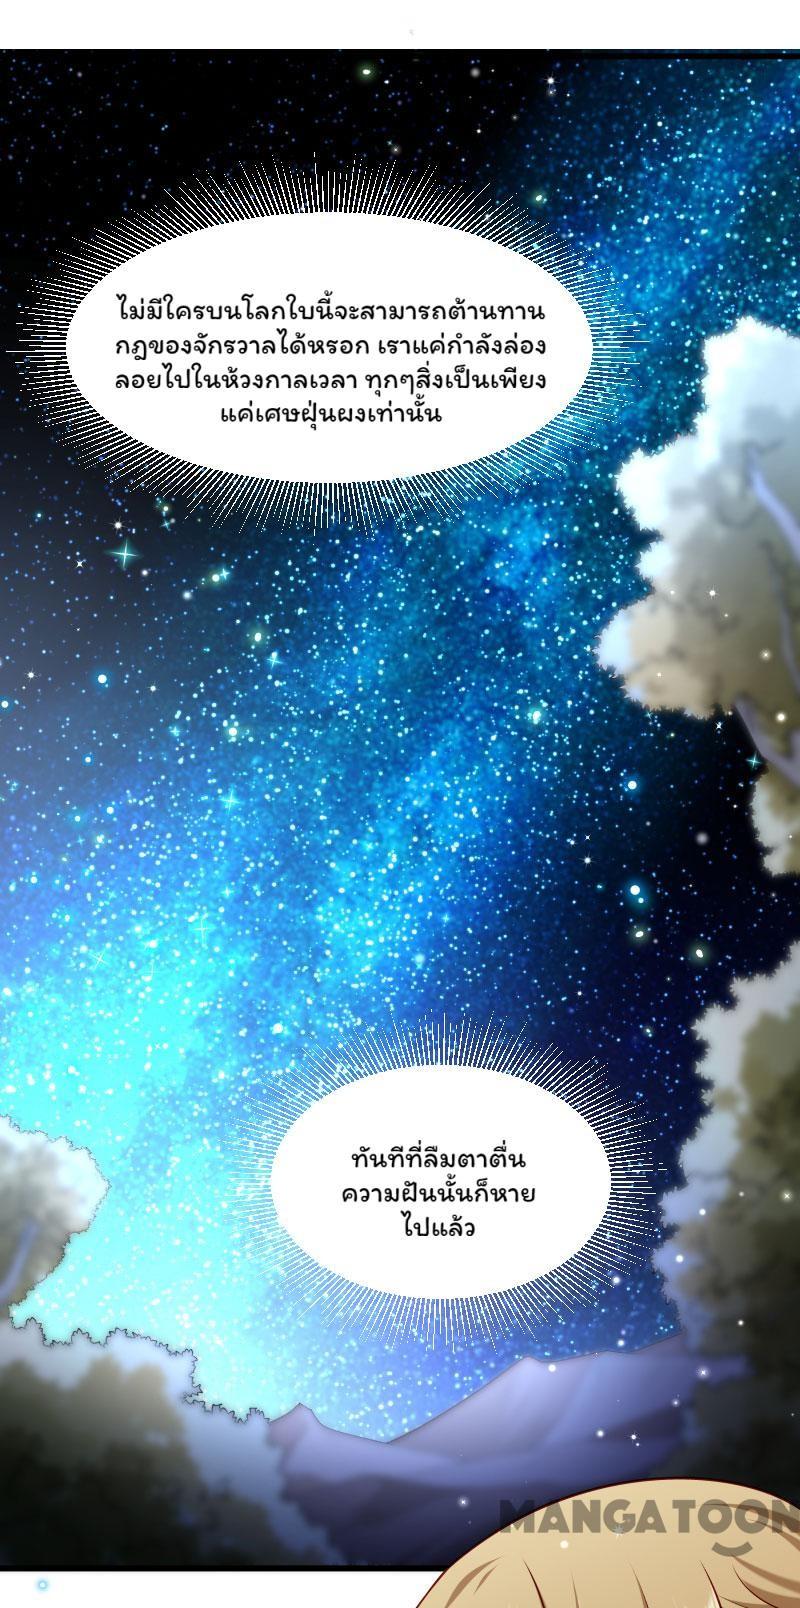 ไม่มีใครบนโลกใบนี้จะสามารถต้านทาน
กฎของจักรวาลได้หรอก เราแค่กำลังล่อง
ลอยไปในห้วงกาลเวลา ทุกๆสิ่งเป็นเพียง
แค่เศษฝุ่นผงเท่านั้น
ทันทีที่ลืมตาตื่น
ความฝันนั้นก็หาย
ไปแล้ว
MANGATOON